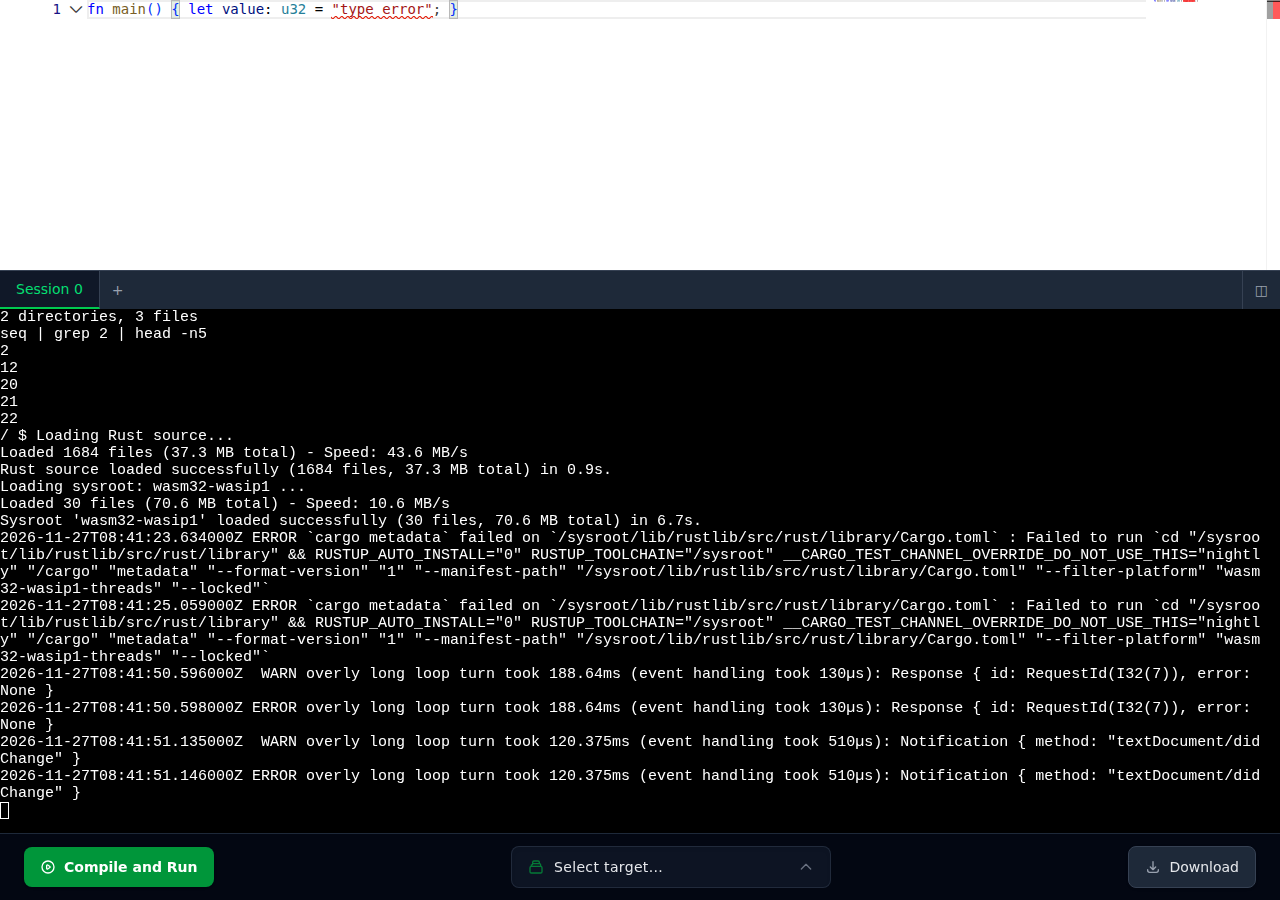 1 fn main() { let value: u32 = "type error"; }
Session 0 +
2 directories, 3 files
seq | grep 2 | head -n5
2
12
20
21
22
/ $ Loading Rust source...
Loaded 1684 files (37.3 MB total) - Speed: 43.6 MB/s
Rust source loaded successfully (1684 files, 37.3 MB total) in 0.9s.
Loading sysroot: wasm32-wasip1 ...
Loaded 30 files (70.6 MB total) - Speed: 10.6 MB/s
Sysroot 'wasm32-wasip1' loaded successfully (30 files, 70.6 MB total) in 6.7s.
2026-11-27T08:41:23.634000Z ERROR `cargo metadata` failed on `/sysroot/lib/rustlib/src/rust/library/Cargo.toml` : Failed to run `cd "/sysroo
t/lib/rustlib/src/rust/library" && RUSTUP_AUTO_INSTALL="0" RUSTUP_TOOLCHAIN="/sysroot" __CARGO_TEST_CHANNEL_OVERRIDE_DO_NOT_USE_THIS="nightl
y" "/cargo" "metadata" "--format-version" "1" "--manifest-path" "/sysroot/lib/rustlib/src/rust/library/Cargo.toml" "--filter-platform" "wasm
32-wasip1-threads" "--locked"`
2026-11-27T08:41:25.059000Z ERROR `cargo metadata` failed on `/sysroot/lib/rustlib/src/rust/library/Cargo.toml` : Failed to run `cd "/sysroo
t/lib/rustlib/src/rust/library" && RUSTUP_AUTO_INSTALL="0" RUSTUP_TOOLCHAIN="/sysroot" __CARGO_TEST_CHANNEL_OVERRIDE_DO_NOT_USE_THIS="nightl
y" "/cargo" "metadata" "--format-version" "1" "--manifest-path" "/sysroot/lib/rustlib/src/rust/library/Cargo.toml" "--filter-platform" "wasm
32-wasip1-threads" "--locked"`
2026-11-27T08:41:50.596000Z  WARN overly long loop turn took 188.64ms (event handling took 130µs): Response { id: RequestId(I32(7)), error:
None }
2026-11-27T08:41:50.598000Z ERROR overly long loop turn took 188.64ms (event handling took 130µs): Response { id: RequestId(I32(7)), error:
None }
2026-11-27T08:41:51.135000Z  WARN overly long loop turn took 120.375ms (event handling took 510µs): Notification { method: "textDocument/did
Change" }
2026-11-27T08:41:51.146000Z ERROR overly long loop turn took 120.375ms (event handling took 510µs): Notification { method: "textDocument/did
Change" }
Compile and Run Select target... Download